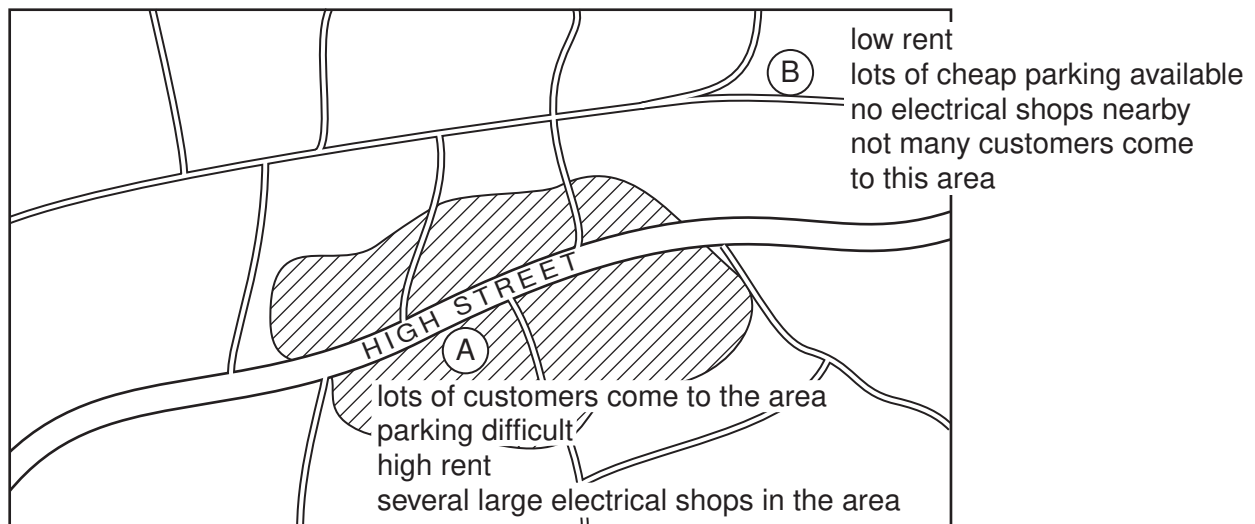 B
low rent
lots of cheap parking available
no electrical shops nearby
not many customers come
to this area
HIGH STREET
A
lots of customers come to the area
parking difficult
high rent
several large electrical shops in the area